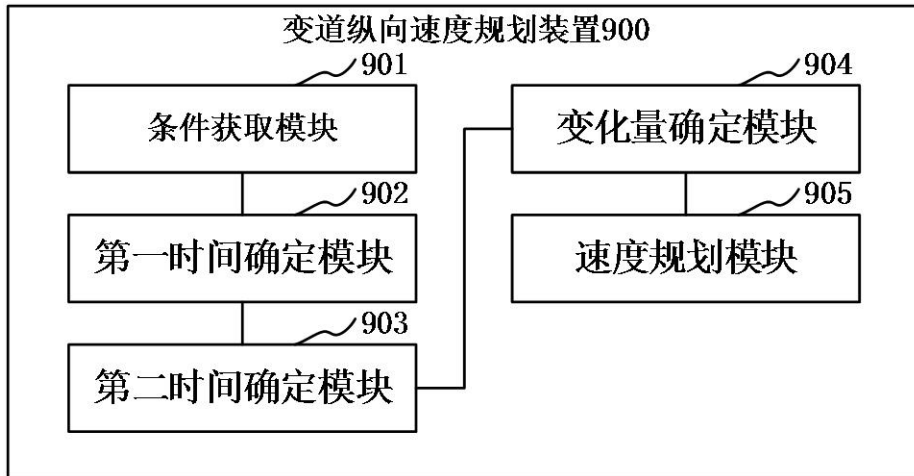 变道纵向速度规划装置900
901
条件获取模块
902
第一时间确定模块
903
第二时间确定模块
904
变化量确定模块
905
速度规划模块